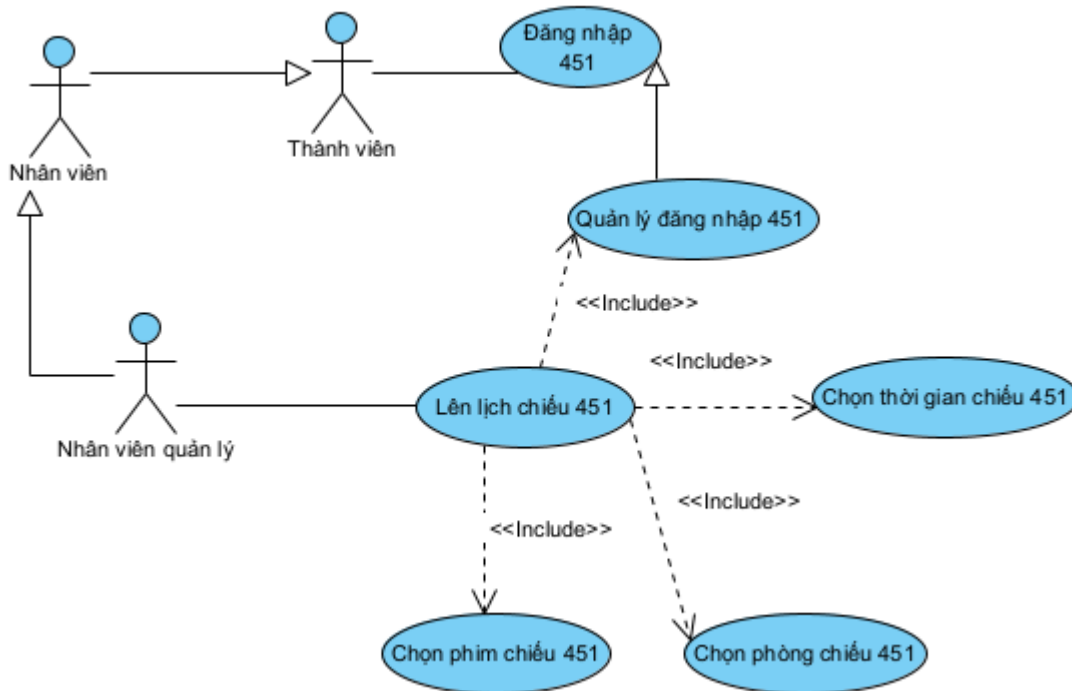 Đăng nhập
451
Thành viên
Nhân viên
Quản lý đăng nhập 451
<<Include>>
<<Include>>
Nhân viên quản lý
Lên lịch chiếu 451
Chọn thời gian chiếu 451
<<Include>>
<<Include>>
Chọn phim chiếu 451
Chọn phòng chiếu 451